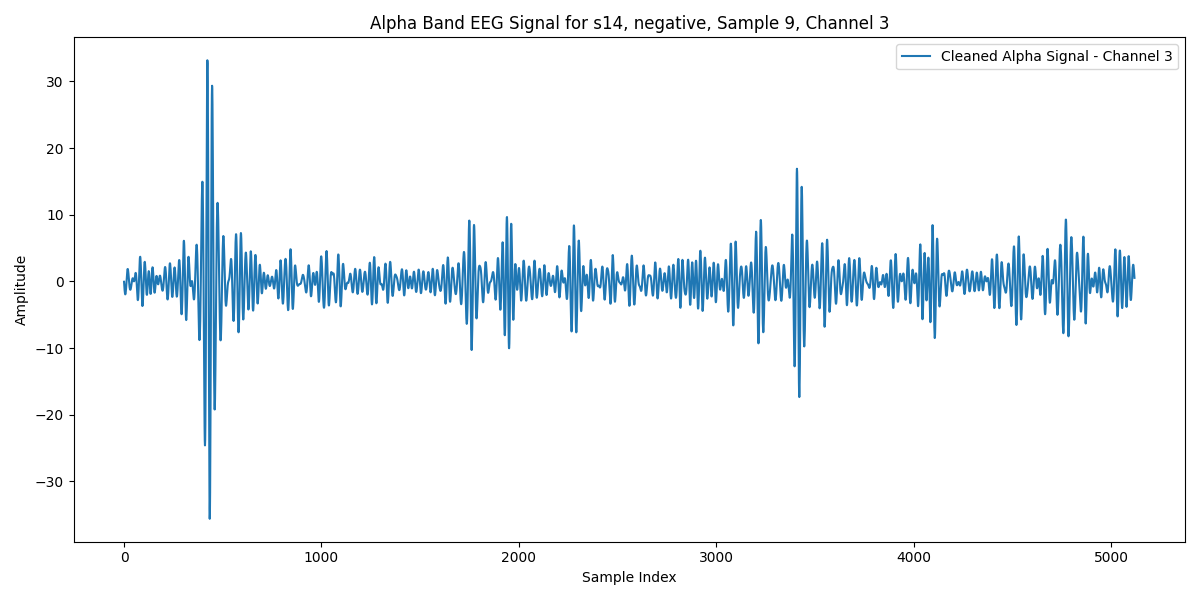 Alpha Band EEG Signal for s14, negative, Sample 9, Channel 3
Cleaned Alpha Signal - Channel 3
Amplitude
30
20
10
0
−10
−20
−30
0 1000 2000 3000 4000 5000
Sample Index